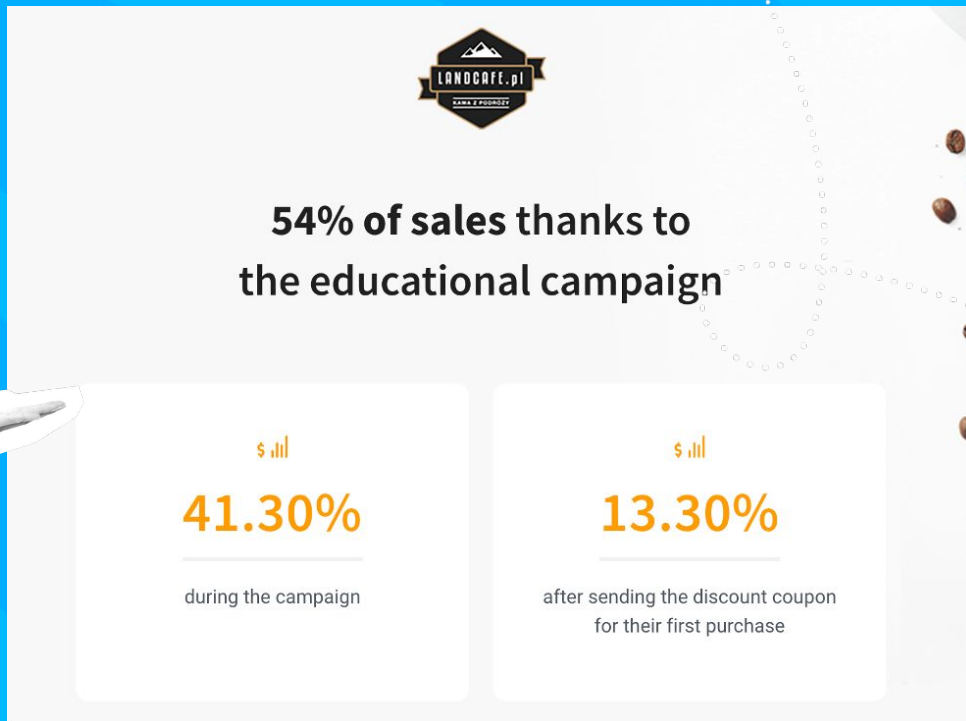 LANDCAFE.pl
KAWA Z PODRÓŻY
54% of sales thanks to
the educational campaign
$
41.30%
during the campaign
$
13.30%
after sending the discount coupon
for their first purchase